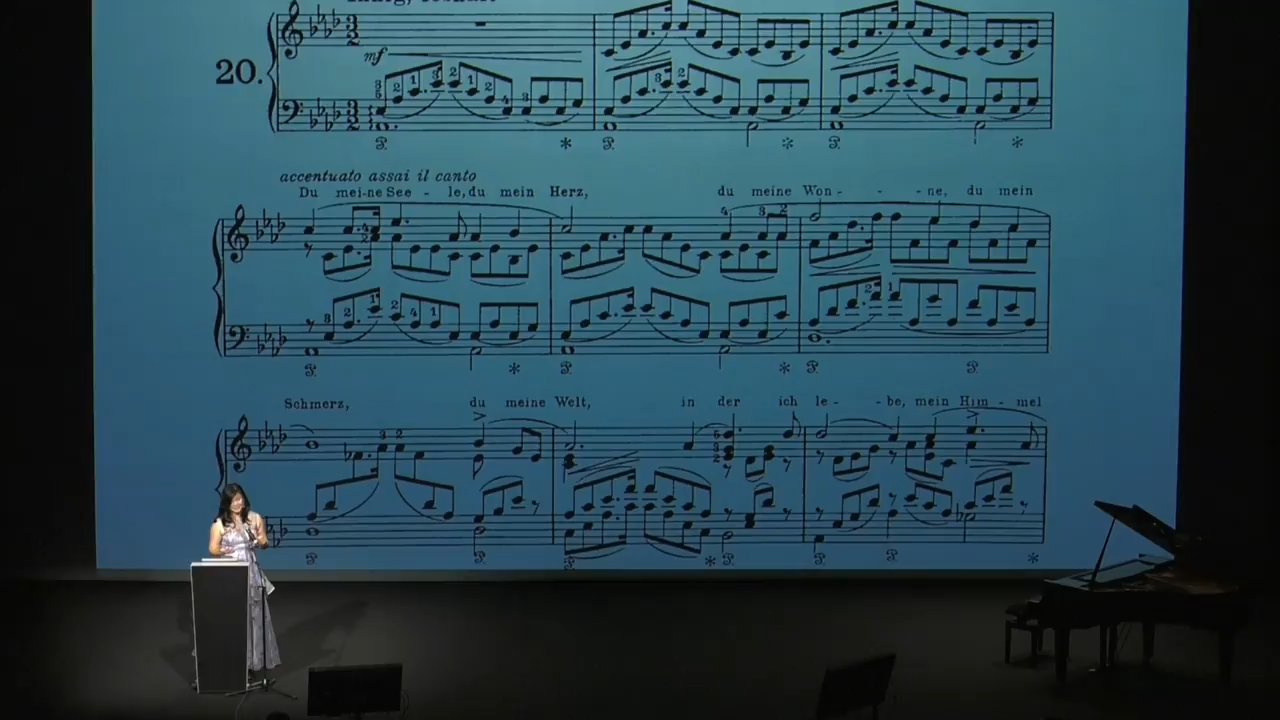 20.
mf
accentuato assai il canto
Du mei-ne See - le, du mein Herz, du meine Won - - ne, du mein
Schmerz, du meine Welt, in der ich le - - be, mein Him - mel